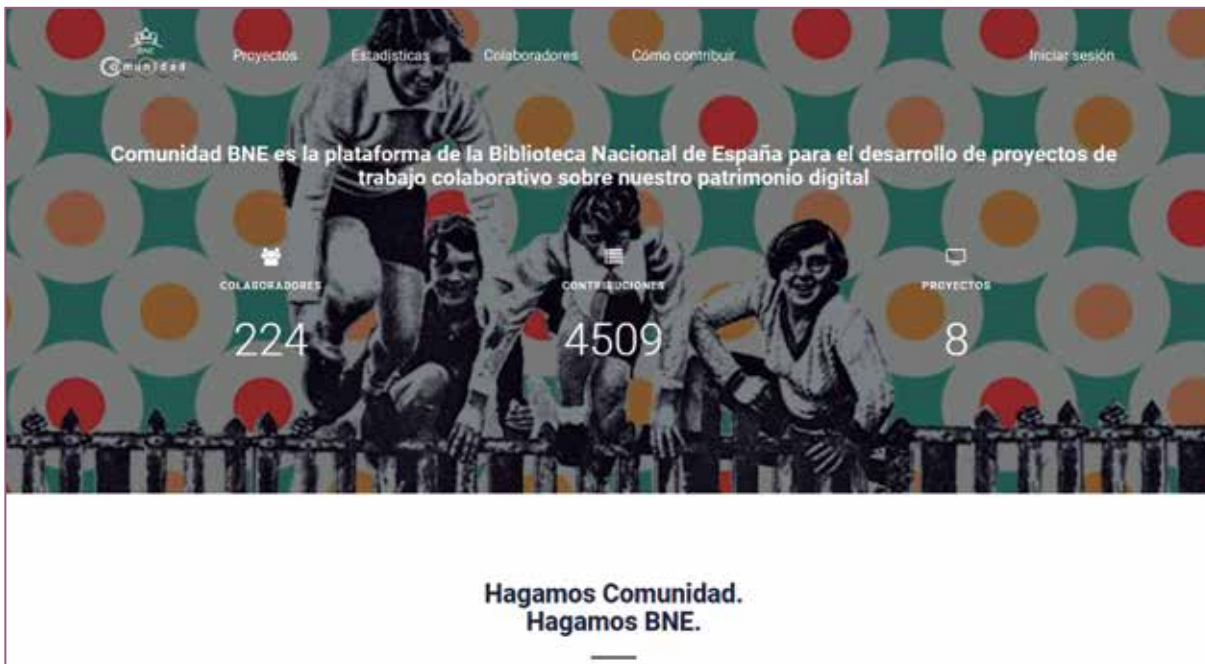 BNE
Comunidad
Proyectos
Estadísticas
Colaboradores
Cómo contribuir
Iniciar sesión
Comunidad BNE es la plataforma de la Biblioteca Nacional de España para el desarrollo de proyectos de
trabajo colaborativo sobre nuestro patrimonio digital
COLABORADORES
CONTRIBUCIONES
PROYECTOS
224
4509
8
Hagamos Comunidad.
Hagamos BNE.